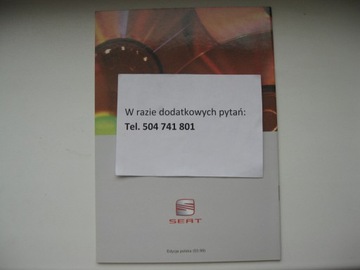 W razie dodatkowych pytań:
Tel. 504 741 801
SEAT